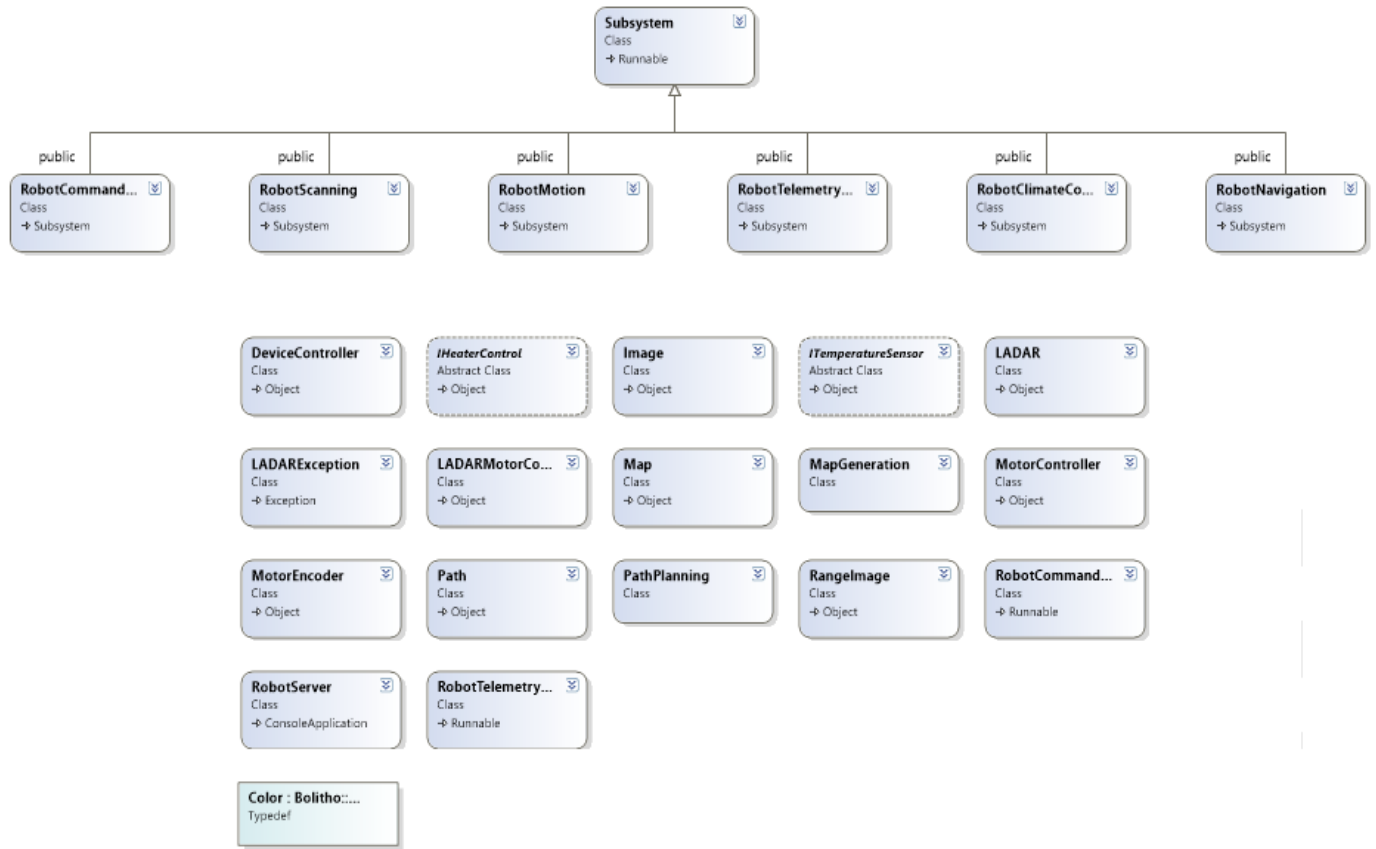 Subsystem
Class
Runnable
public public public public public public
RobotCommand... RobotScanning RobotMotion RobotTelemetry... RobotClimateCo... RobotNavigation
Class Class Class Class Class Class
Subsystem Subsystem Subsystem Subsystem Subsystem Subsystem
DeviceController IHeaterControl Image ITemperatureSensor LADAR
Class Abstract Class Class Abstract Class Class
Object Object Object Object Object
LADARException LADARMotorCo... Map MapGeneration MotorController
Class Class Class Class Class
Exception Object Object Object
MotorEncoder Path PathPlanning RangeImage RobotCommand...
Class Class Class Class Class
Object Object Object Runnable
RobotServer RobotTelemetry...
Class Class
ConsoleApplication Runnable
Color : Bolitho::...
Typedef